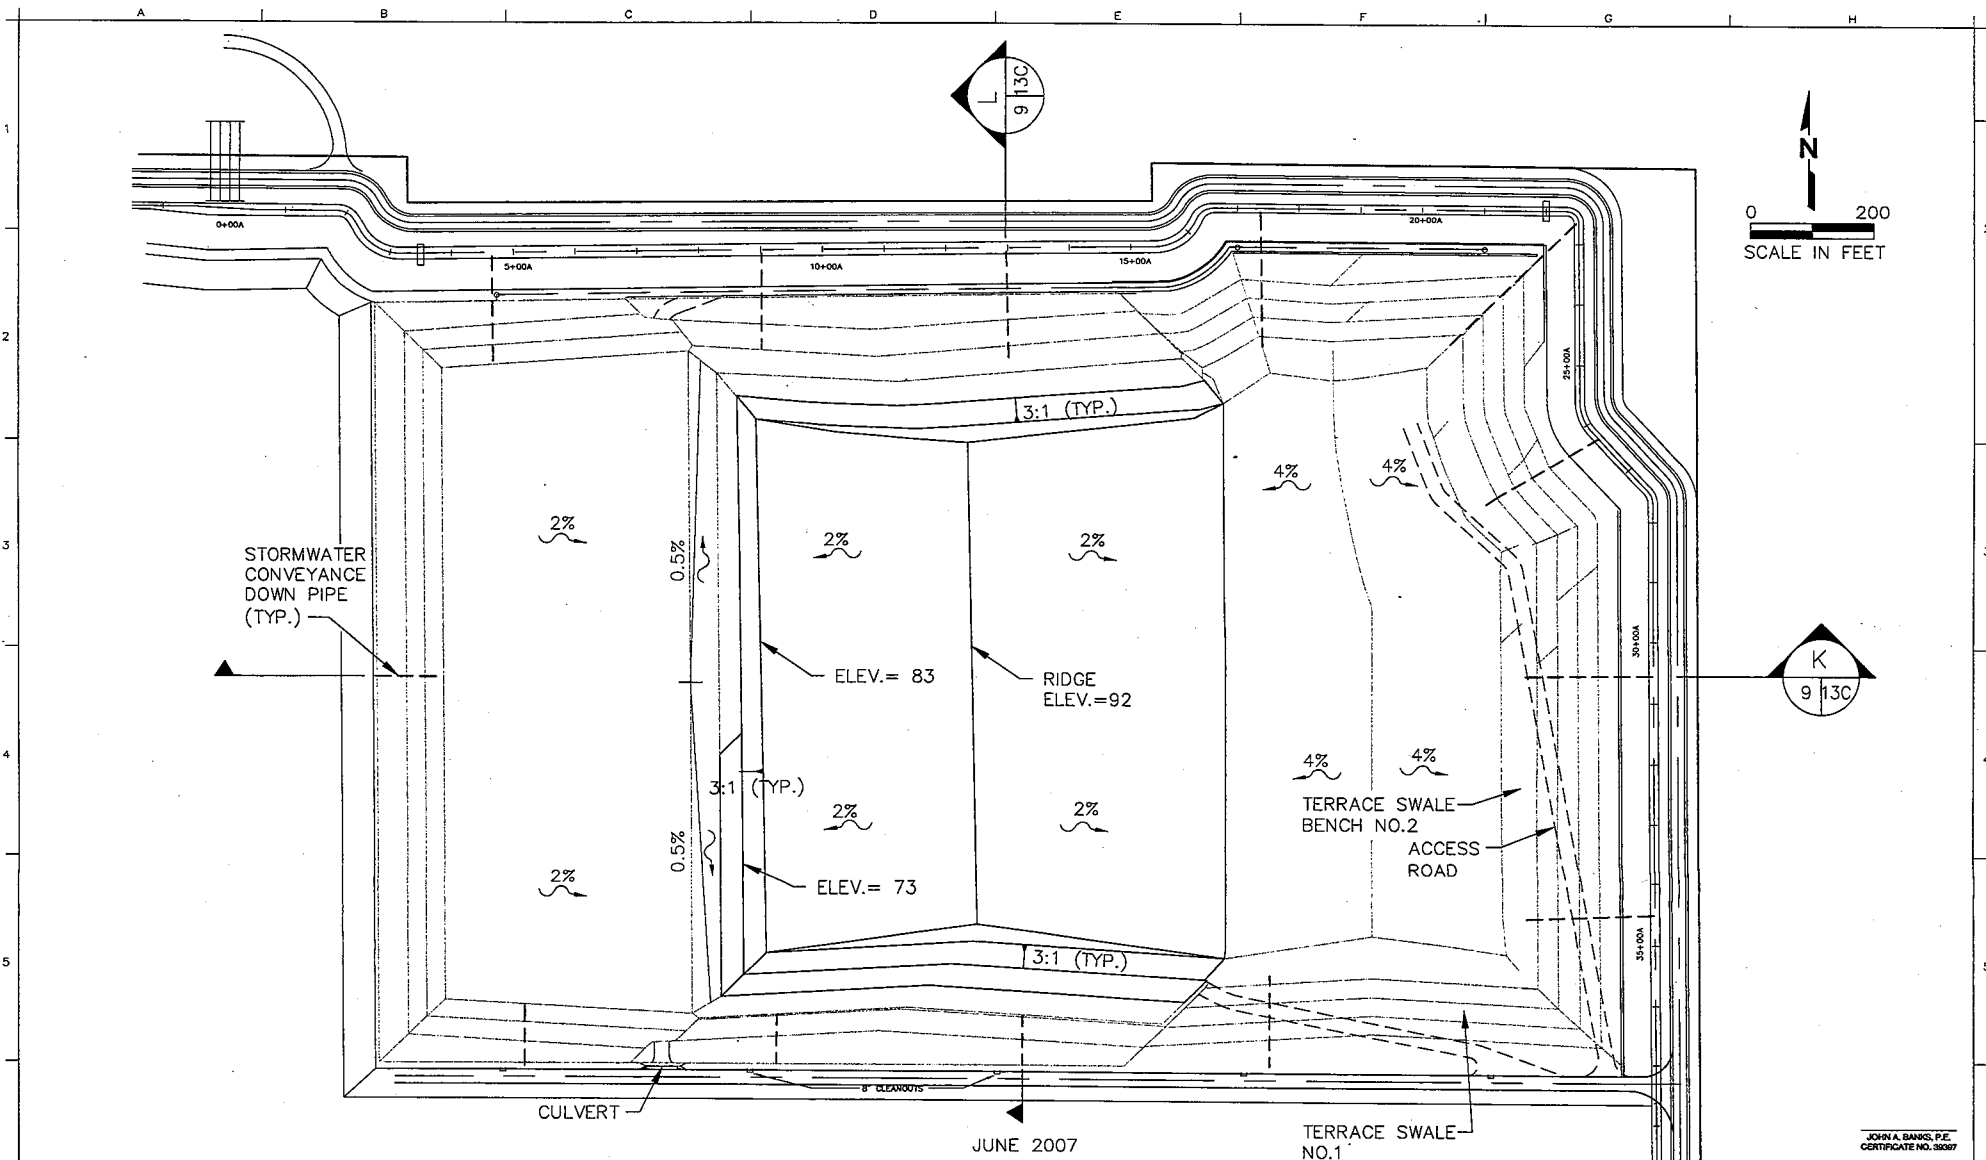 A B C D E F G H
1
L
9 13C
N
0 200
SCALE IN FEET
0+00A
5+00A
10+00A
15+00A
20+00A
2
25+00A
3:1 (TYP.)
4% 4%
2%
2%
2%
3
0.5%
STORMWATER
CONVEYANCE
DOWN PIPE
(TYP.)
30+00A
ELEV.= 83
RIDGE
ELEV.=92
K
9 13C
4
3:1 (TYP.)
4% 4%
2%
2%
TERRACE SWALE
BENCH NO.2
ACCESS
ROAD
0.5%
2%
ELEV.= 73
35+00A
5
3:1 (TYP.)
8" CLEANOUTS
CULVERT
JUNE 2007
TERRACE SWALE
NO.1
JOHN A. BANKS, P.E.
CERTIFICATE NO. 39397